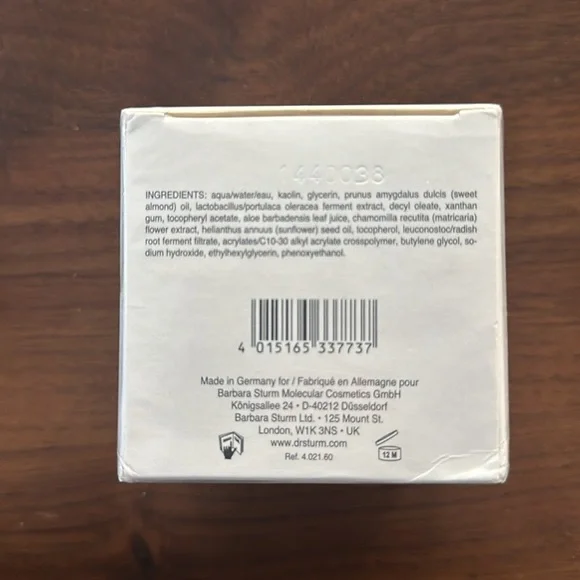 1440036
INGREDIENTS: aqua/water/eau, kaolin, glycerin, prunus amygdalus dulcis (sweet
almond) oil, lactobacillus/portulaca oleracea ferment extract, decyl oleate, xanthan
gum, tocopheryl acetate, aloe barbadensis leaf juice, chamomilla recutita (matricaria)
flower extract, helianthus annuus (sunflower) seed oil, tocopherol, leuconostoc/radish
root ferment filtrate, acrylates/C10-30 alkyl acrylate crosspolymer, butylene glycol, so-
dium hydroxide, ethylhexylglycerin, phenoxyethanol.
4 015165 337737
Made in Germany for / Fabriqué en Allemagne pour
Barbara Sturm Molecular Cosmetics GmbH
Königsallee 24 • D-40212 Düsseldorf
Barbara Sturm Ltd. • 125 Mount St.
London, W1K 3NS • UK
www.drsturm.com
Ref. 4.021.60
12 M